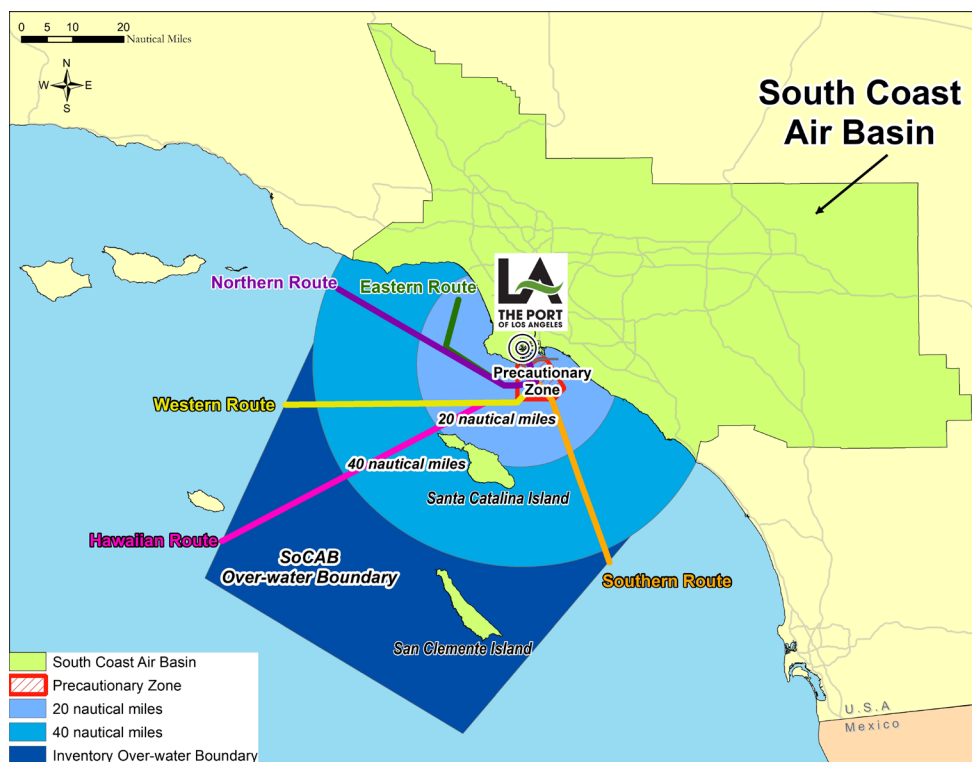 0 5 10 20
Nautical Miles
N
W E
S
South Coast
Air Basin
LA
THE PORT
OF LOS ANGELES
Northern Route
Eastern Route
Precautionary
Zone
Western Route
20 nautical miles
40 nautical miles
Santa Catalina Island
Hawaiian Route
SoCAB
Over-water Boundary
Southern Route
San Clemente Island
South Coast Air Basin
Precautionary Zone
20 nautical miles
40 nautical miles
Inventory Over-water Boundary
U.S.A
Mexico